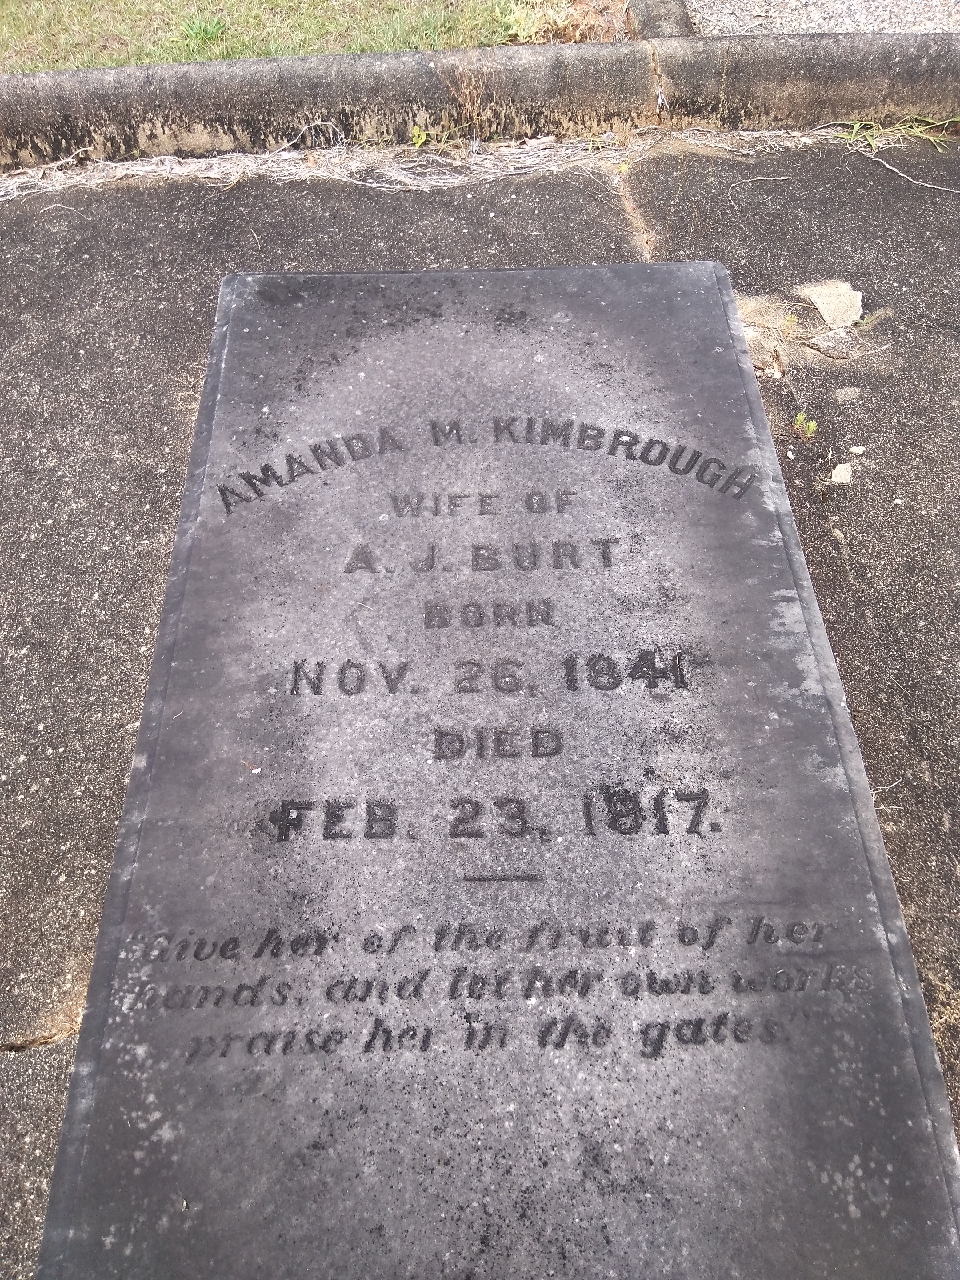 AMANDA M. KIMBROUGH
WIFE OF
A. J. BURT
BORN
NOV. 26, 1841
DIED
FEB. 23, 1917.
"Give her of the fruit of her
hands; and let her own works
praise her in the gates."